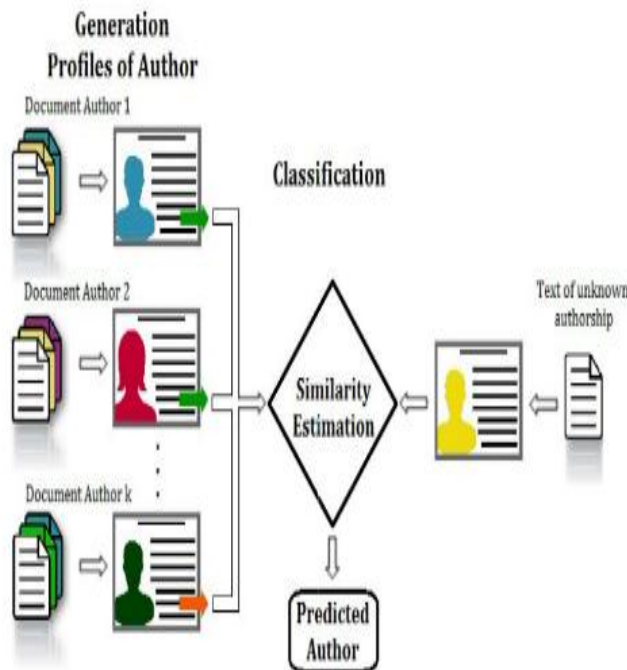 Generation
Profiles of Author
Document Author 1
Classification
Document Author 2
Text of unknown
authorship
Similarity
Estimation
Document Author k
Predicted
Author